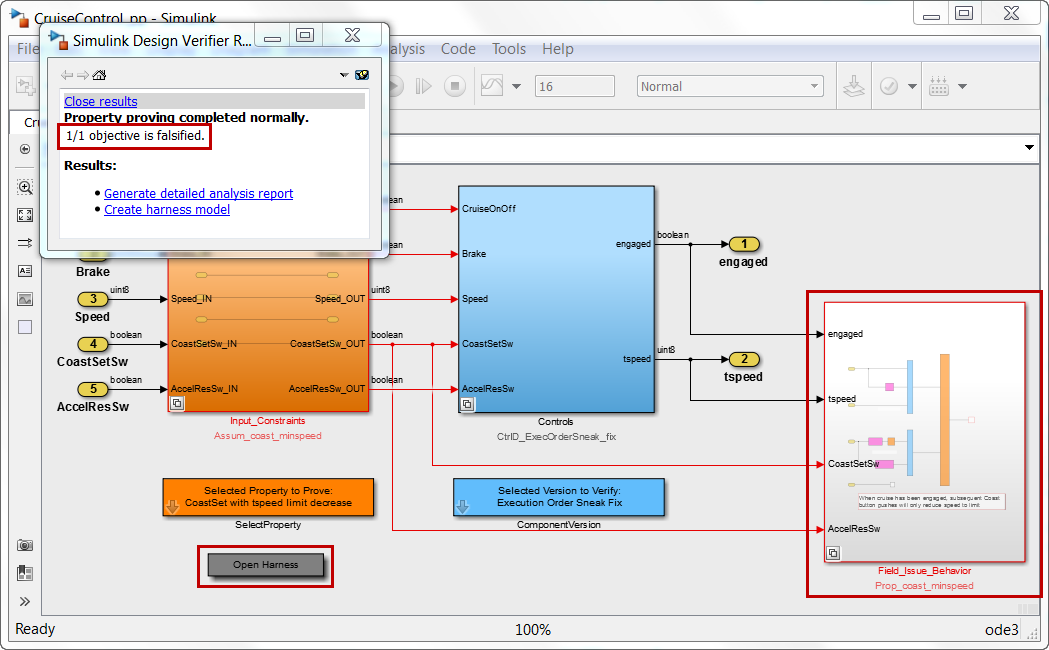 CruiseControl_pp - Simulink
Simulink Design Verifier R...
File
alysis Code Tools Help
16
Normal
Cru
Close results
Property proving completed normally.
1/1 objective is falsified.
Results:
Generate detailed analysis report
Create harness model
Brake
3
uint8
Speed
4
boolean
CoastSetSw
5
boolean
AccelResSw
Speed_IN
Speed_OUT
CoastSetSw_IN
CoastSetSw_OUT
AccelResSw_IN
AccelResSw_OUT
Input_Constraints
Assum_coast_minspeed
ean
ean
uint8
boolean
boolean
CruiseOnOff
Brake
Speed
CoastSetSw
AccelResSw
engaged
tspeed
Controls
CtrlD_ExecOrderSneak_fix
boolean
1
engaged
uint8
2
tspeed
engaged
tspeed
CoastSetSw
AccelResSw
When cruise has been engaged, subsequent Coast
button pushes will only reduce speed to limit
Field_Issue_Behavior
Prop_coast_minspeed
Selected Property to Prove:
CoastSet with tspeed limit decrease
SelectProperty
Selected Version to Verify:
Execution Order Sneak Fix
ComponentVersion
Open Harness
Ready
100%
ode3